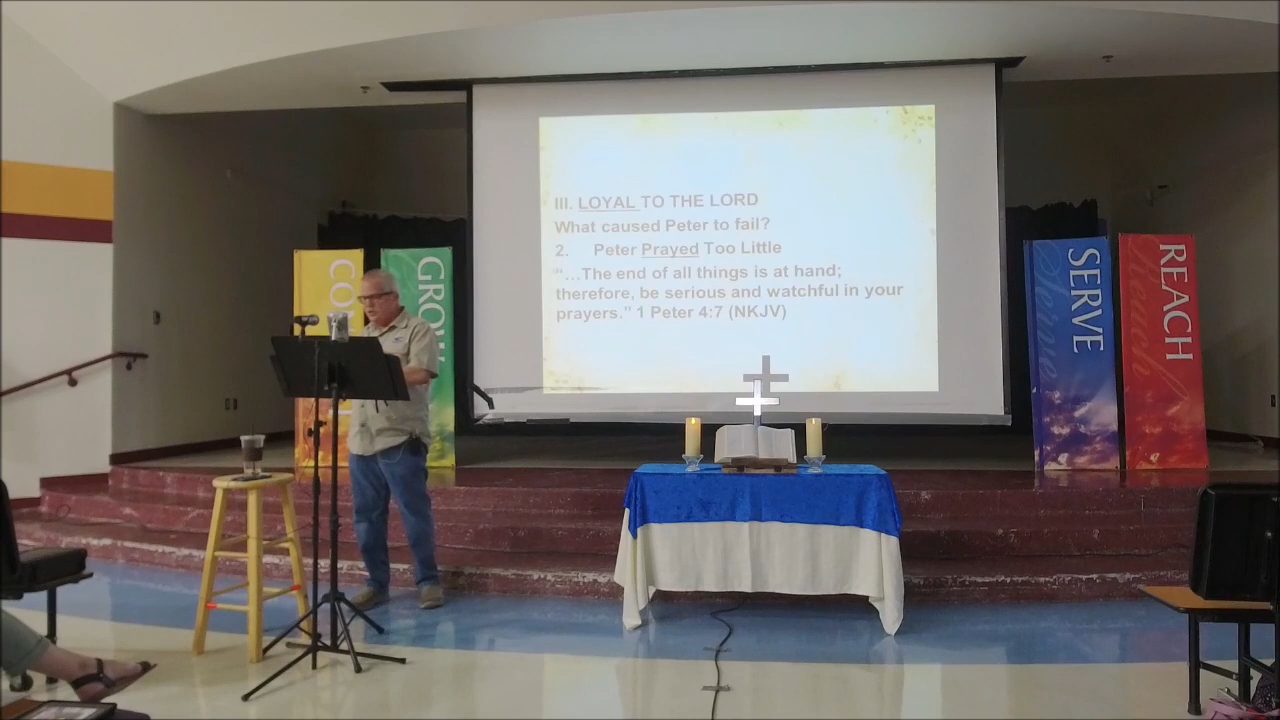 III. LOYAL TO THE LORD
What caused Peter to fail?
2. Peter Prayed Too Little
"…The end of all things is at hand;
therefore, be serious and watchful in your
prayers." 1 Peter 4:7 (NKJV)
GROW
SERVE
REACH